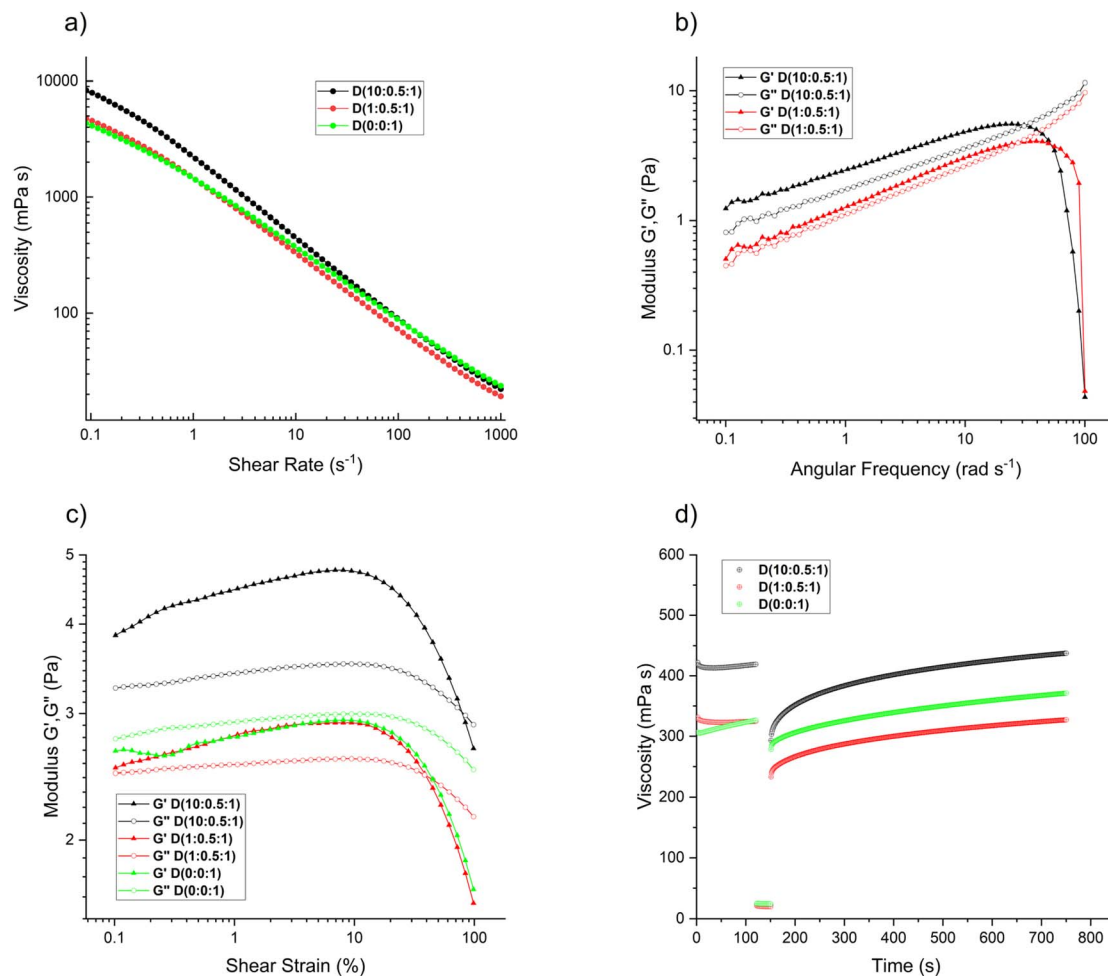 a)
10000
1000
100
Viscosity (mPa s)
D(10:0.5:1)
D(1:0.5:1)
D(0:0:1)
0.1 1 10 100 1000
Shear Rate (s⁻¹)
b)
10
1
0.1
Modulus G',G" (Pa)
G' D(10:0.5:1)
G" D(10:0.5:1)
G' D(1:0.5:1)
G" D(1:0.5:1)
0.1 1 10 100
Angular Frequency (rad s⁻¹)
c)
5
4
3
2
Modulus G',G" (Pa)
G' D(10:0.5:1)
G" D(10:0.5:1)
G' D(1:0.5:1)
G" D(1:0.5:1)
G' D(0:0:1)
G" D(0:0:1)
0.1 1 10 100
Shear Strain (%)
d)
600
500
400
300
200
100
0
Viscosity (mPa s)
D(10:0.5:1)
D(1:0.5:1)
D(0:0:1)
0 100 200 300 400 500 600 700 800
Time (s)